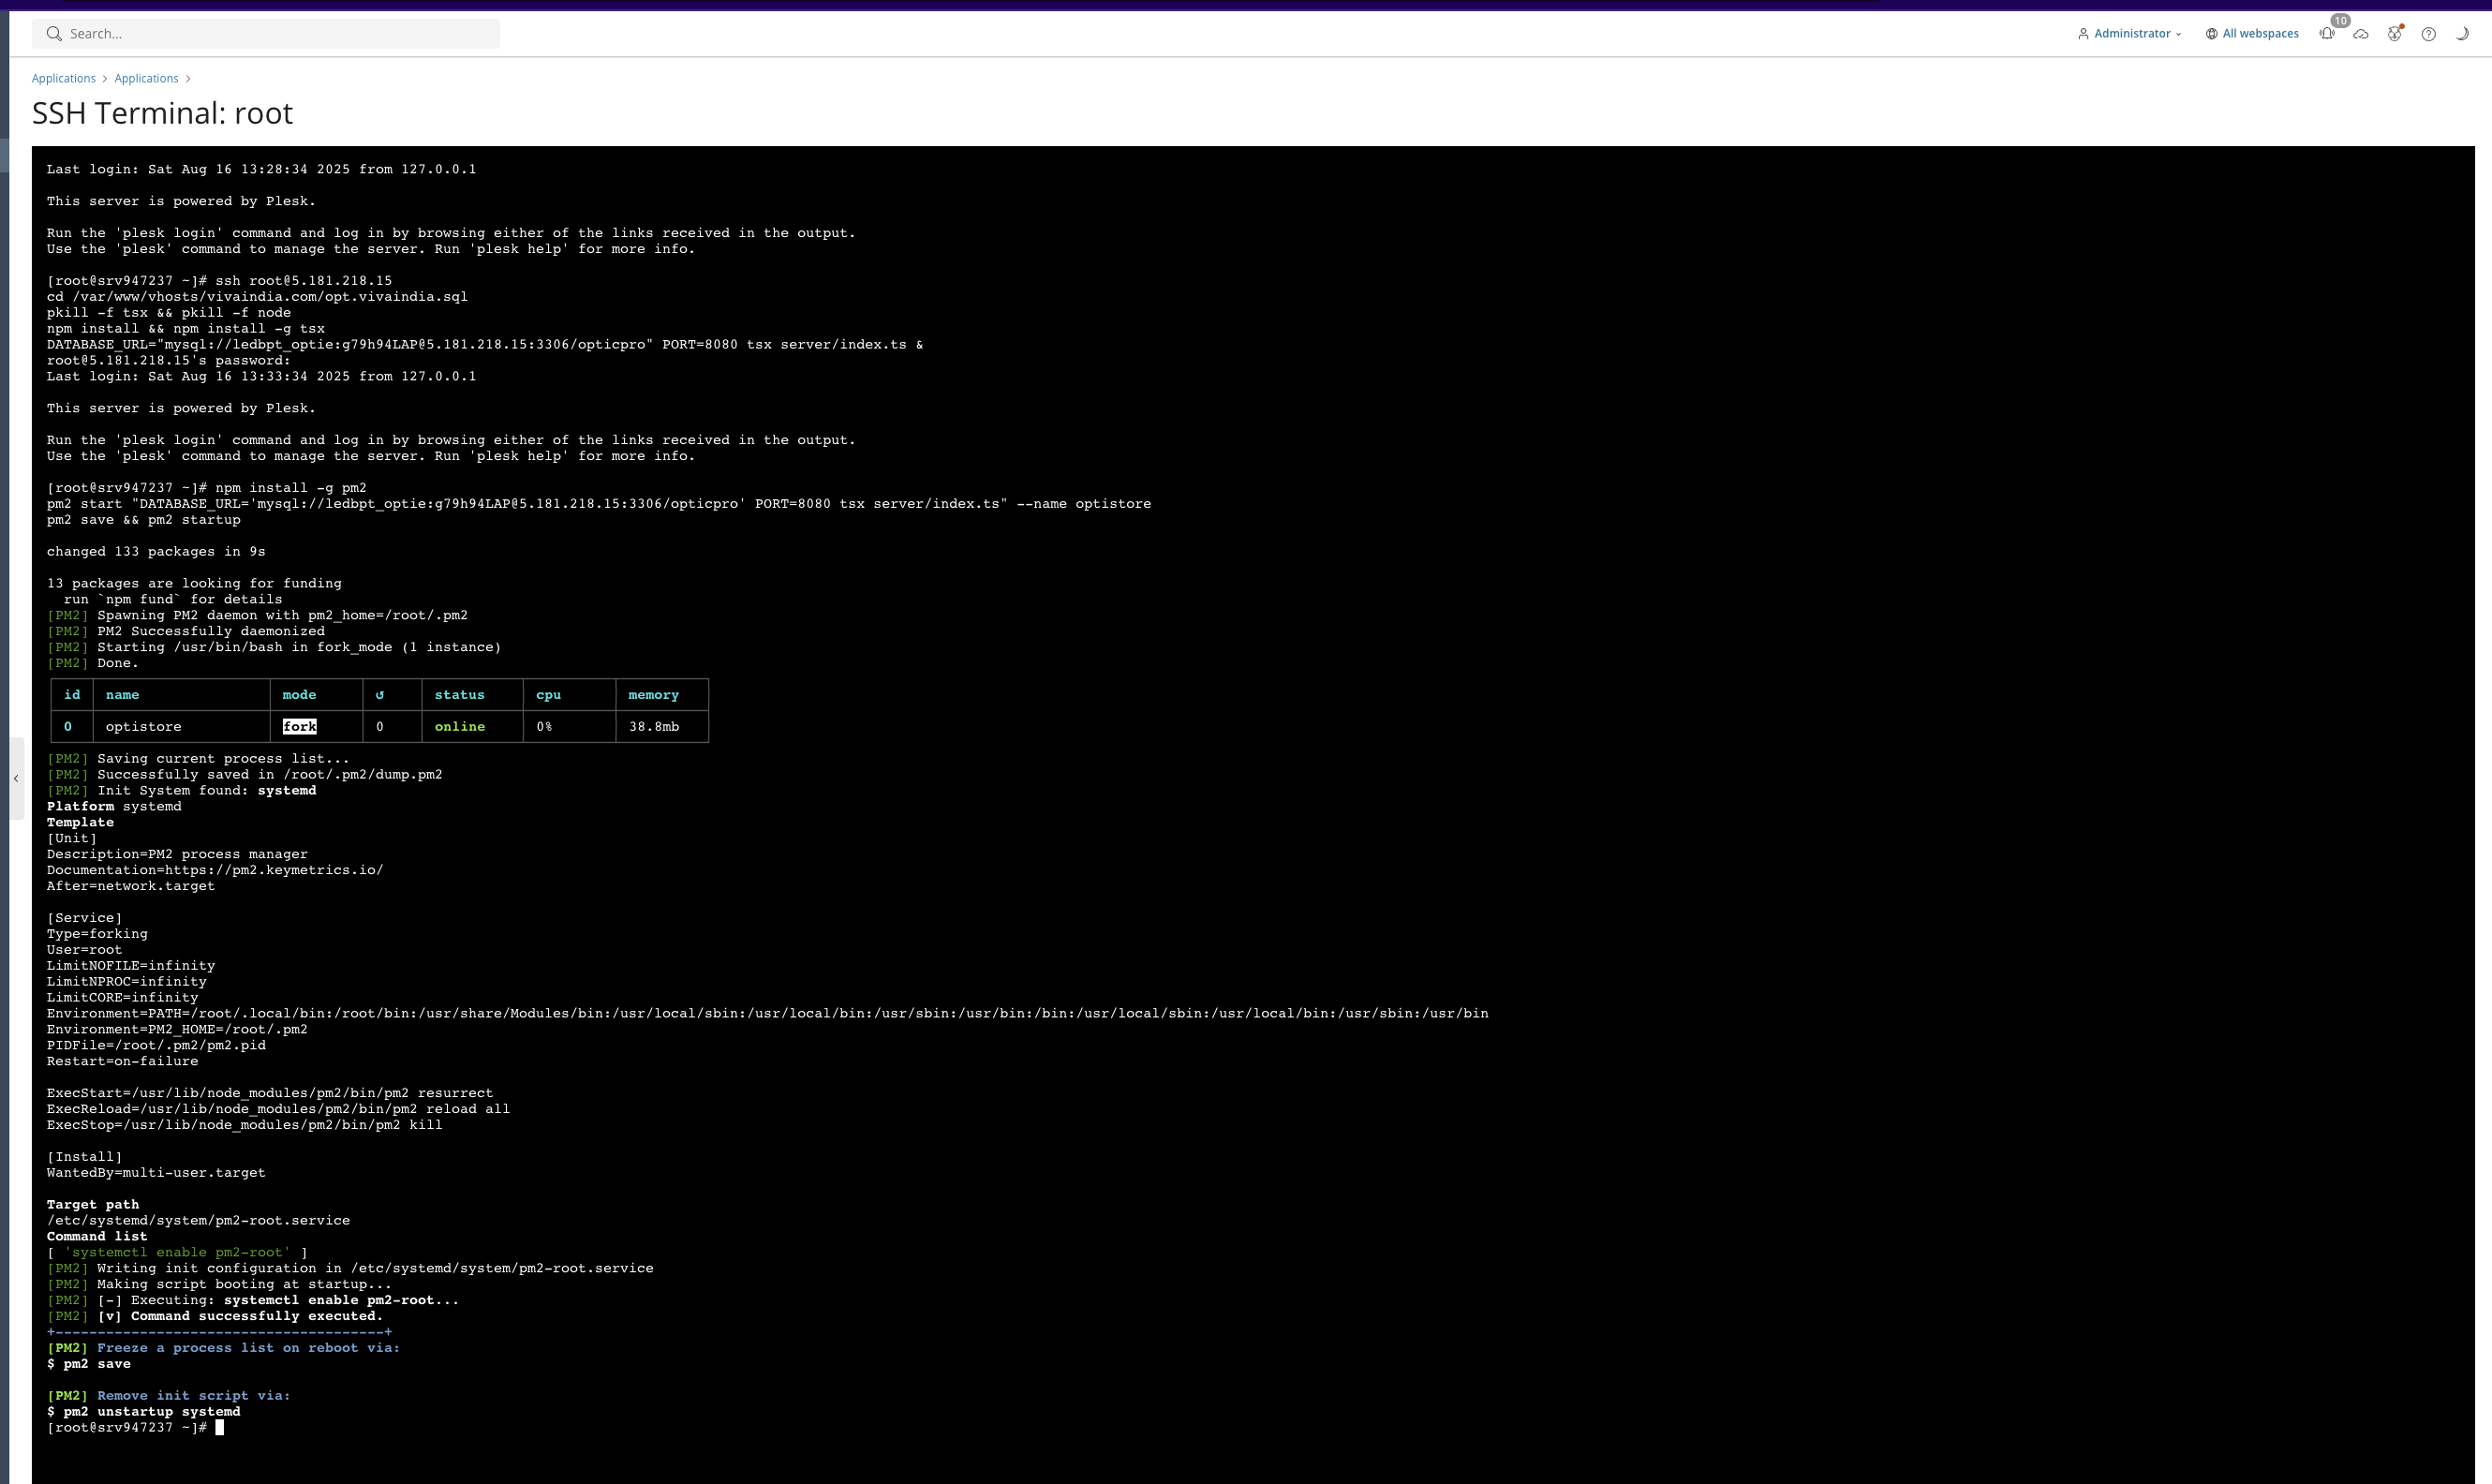 Search...
Administrator
All webspaces
10
Applications > Applications >
SSH Terminal: root
Last login: Sat Aug 16 13:28:34 2025 from 127.0.0.1
This server is powered by Plesk.
Run the 'plesk login' command and log in by browsing either of the links received in the output.
Use the 'plesk' command to manage the server. Run 'plesk help' for more info.
[root@srv947237 ~]# ssh root@5.181.218.15
cd /var/www/vhosts/vivaindia.com/opt.vivaindia.sql
pkill -f tsx && pkill -f node
npm install && npm install -g tsx
DATABASE_URL="mysql://ledbpt_optie:g79h94LAP@5.181.218.15:3306/opticpro" PORT=8080 tsx server/index.ts &
root@5.181.218.15's password:
Last login: Sat Aug 16 13:33:34 2025 from 127.0.0.1
This server is powered by Plesk.
Run the 'plesk login' command and log in by browsing either of the links received in the output.
Use the 'plesk' command to manage the server. Run 'plesk help' for more info.
[root@srv947237 ~]# npm install -g pm2
pm2 start "DATABASE_URL='mysql://ledbpt_optie:g79h94LAP@5.181.218.15:3306/opticpro' PORT=8080 tsx server/index.ts" --name optistore
pm2 save && pm2 startup
changed 133 packages in 9s
13 packages are looking for funding
  run `npm fund` for details
[PM2] Spawning PM2 daemon with pm2_home=/root/.pm2
[PM2] PM2 Successfully daemonized
[PM2] Starting /usr/bin/bash in fork_mode (1 instance)
[PM2] Done.
id name mode ↺ status cpu memory
0 optistore fork 0 online 0% 38.8mb
[PM2] Saving current process list...
[PM2] Successfully saved in /root/.pm2/dump.pm2
[PM2] Init System found: systemd
Platform systemd
Template
[Unit]
Description=PM2 process manager
Documentation=https://pm2.keymetrics.io/
After=network.target
[Service]
Type=forking
User=root
LimitNOFILE=infinity
LimitNPROC=infinity
LimitCORE=infinity
Environment=PATH=/root/.local/bin:/root/bin:/usr/share/Modules/bin:/usr/local/sbin:/usr/local/bin:/usr/sbin:/usr/bin:/bin:/usr/local/sbin:/usr/local/bin:/usr/sbin:/usr/bin
Environment=PM2_HOME=/root/.pm2
PIDFile=/root/.pm2/pm2.pid
Restart=on-failure
ExecStart=/usr/lib/node_modules/pm2/bin/pm2 resurrect
ExecReload=/usr/lib/node_modules/pm2/bin/pm2 reload all
ExecStop=/usr/lib/node_modules/pm2/bin/pm2 kill
[Install]
WantedBy=multi-user.target
Target path
/etc/systemd/system/pm2-root.service
Command list
[ 'systemctl enable pm2-root' ]
[PM2] Writing init configuration in /etc/systemd/system/pm2-root.service
[PM2] Making script booting at startup...
[PM2] [-] Executing: systemctl enable pm2-root...
[PM2] [v] Command successfully executed.
+---------------------------------------+
[PM2] Freeze a process list on reboot via:
$ pm2 save
[PM2] Remove init script via:
$ pm2 unstartup systemd
[root@srv947237 ~]#